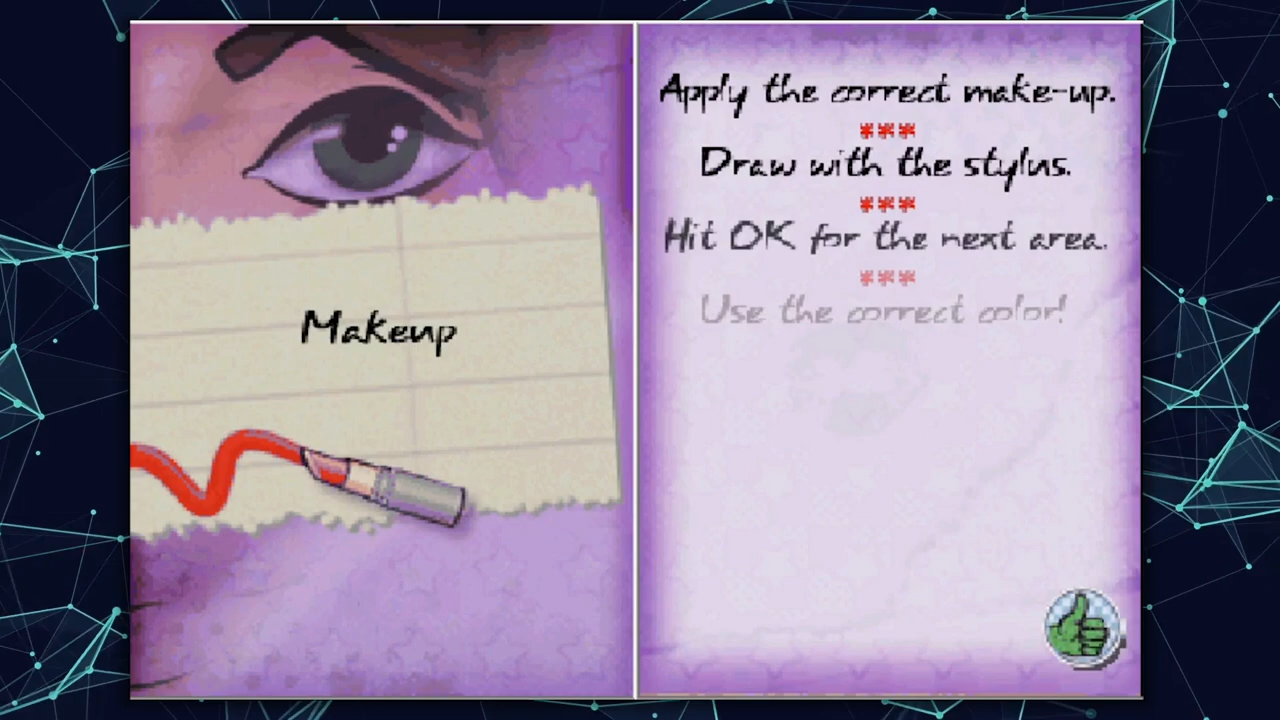 Makeup
Apply the correct make-up.
***
Draw with the stylus.
***
Hit OK for the next area.
***
Use the correct color!